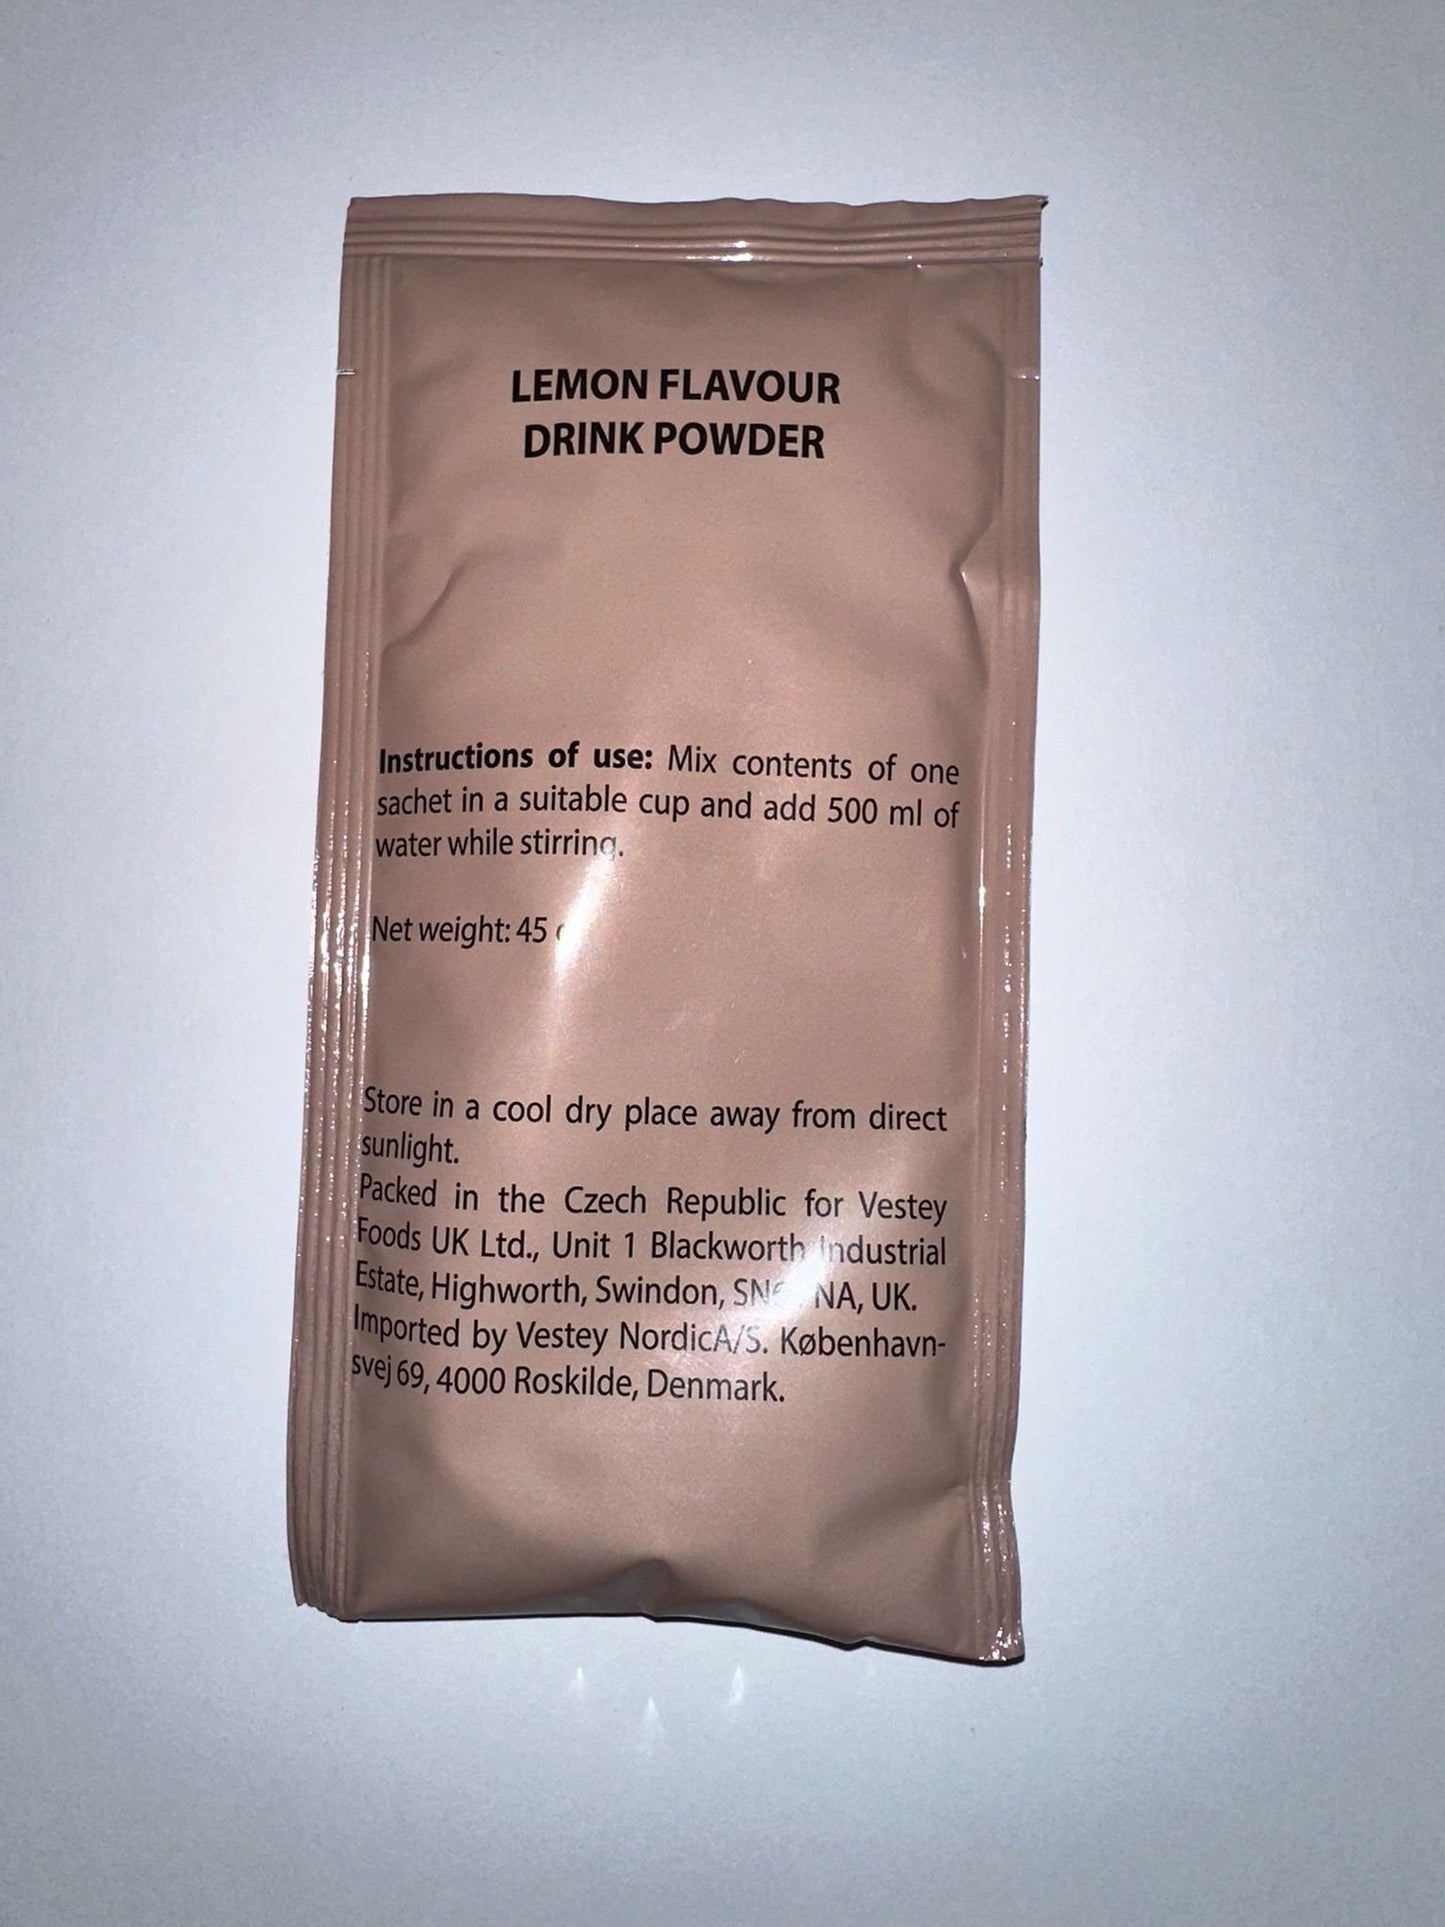 LEMON FLAVOUR
DRINK POWDER
Instructions of use: Mix contents of one
sachet in a suitable cup and add 500 ml of
water while stirring.
Net weight: 45
Store in a cool dry place away from direct
sunlight.
Packed in the Czech Republic for Vestey
Foods UK Ltd., Unit 1 Blackworth Industrial
Estate, Highworth, Swindon, NA, UK.
Imported by Vestey NordicA/S. København-
svej 69, 4000 Roskilde, Denmark.